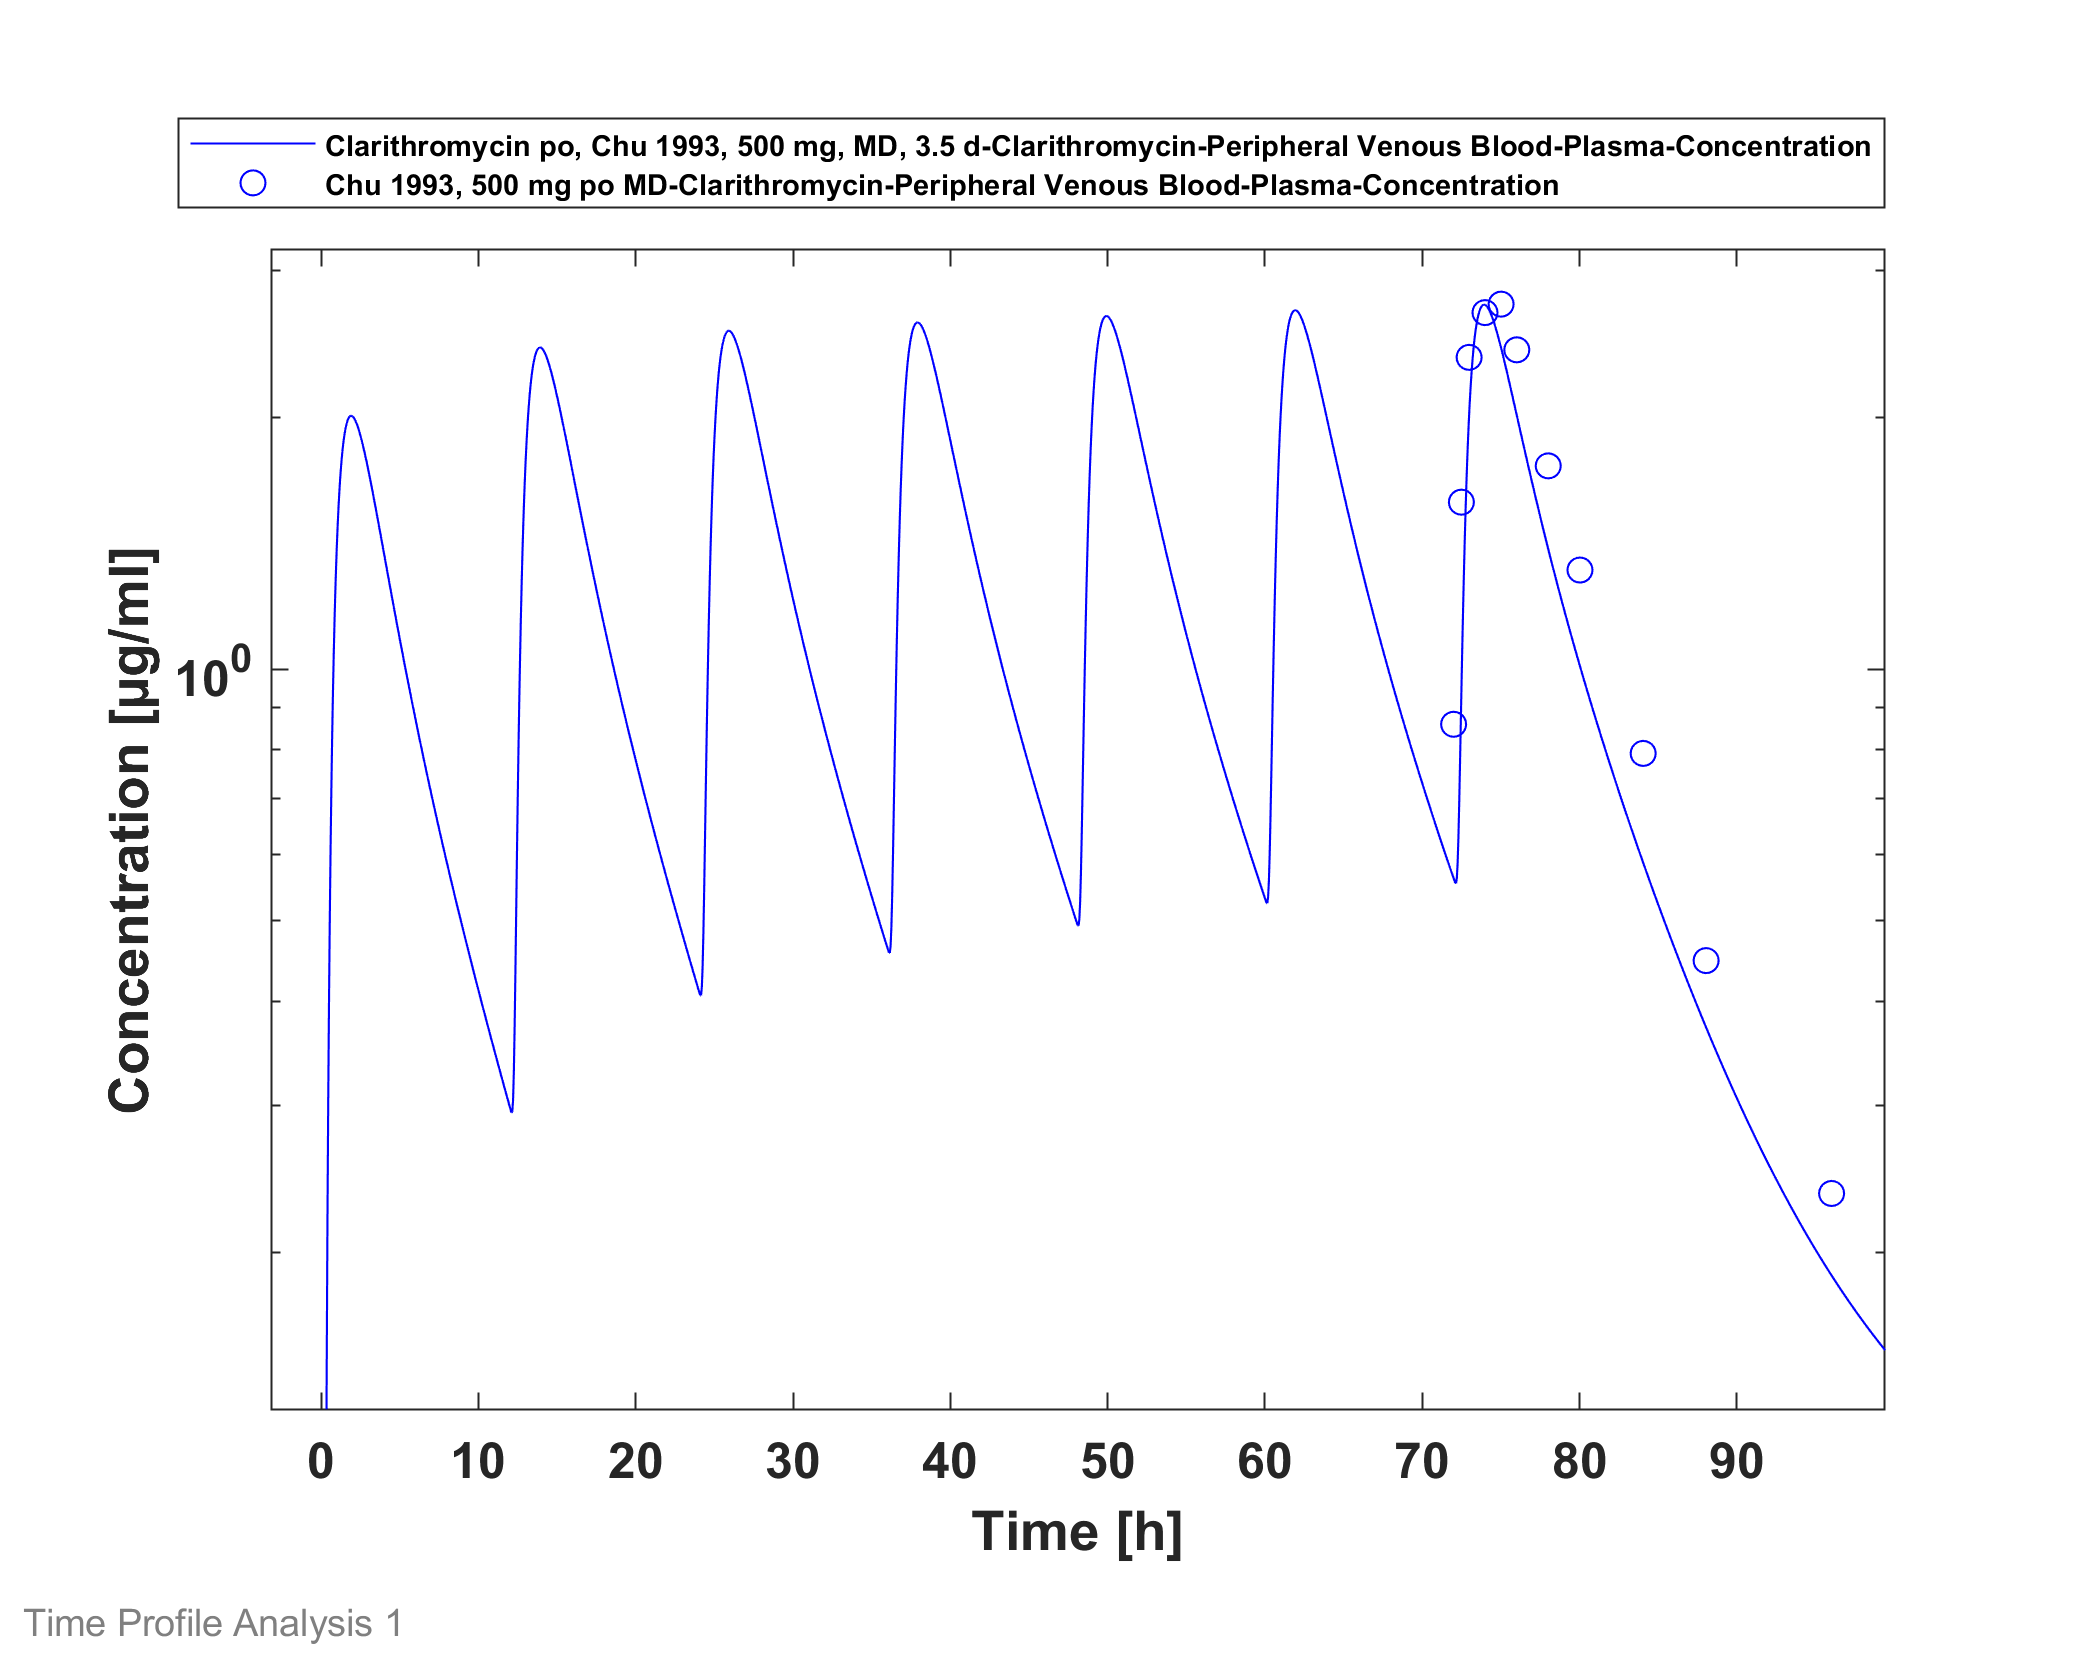 Clarithromycin po, Chu 1993, 500 mg, MD, 3.5 d-Clarithromycin-Peripheral Venous Blood-Plasma-Concentration
Chu 1993, 500 mg po MD-Clarithromycin-Peripheral Venous Blood-Plasma-Concentration
Concentration [µg/ml]
10^0
0 10 20 30 40 50 60 70 80 90
Time [h]
Time Profile Analysis 1